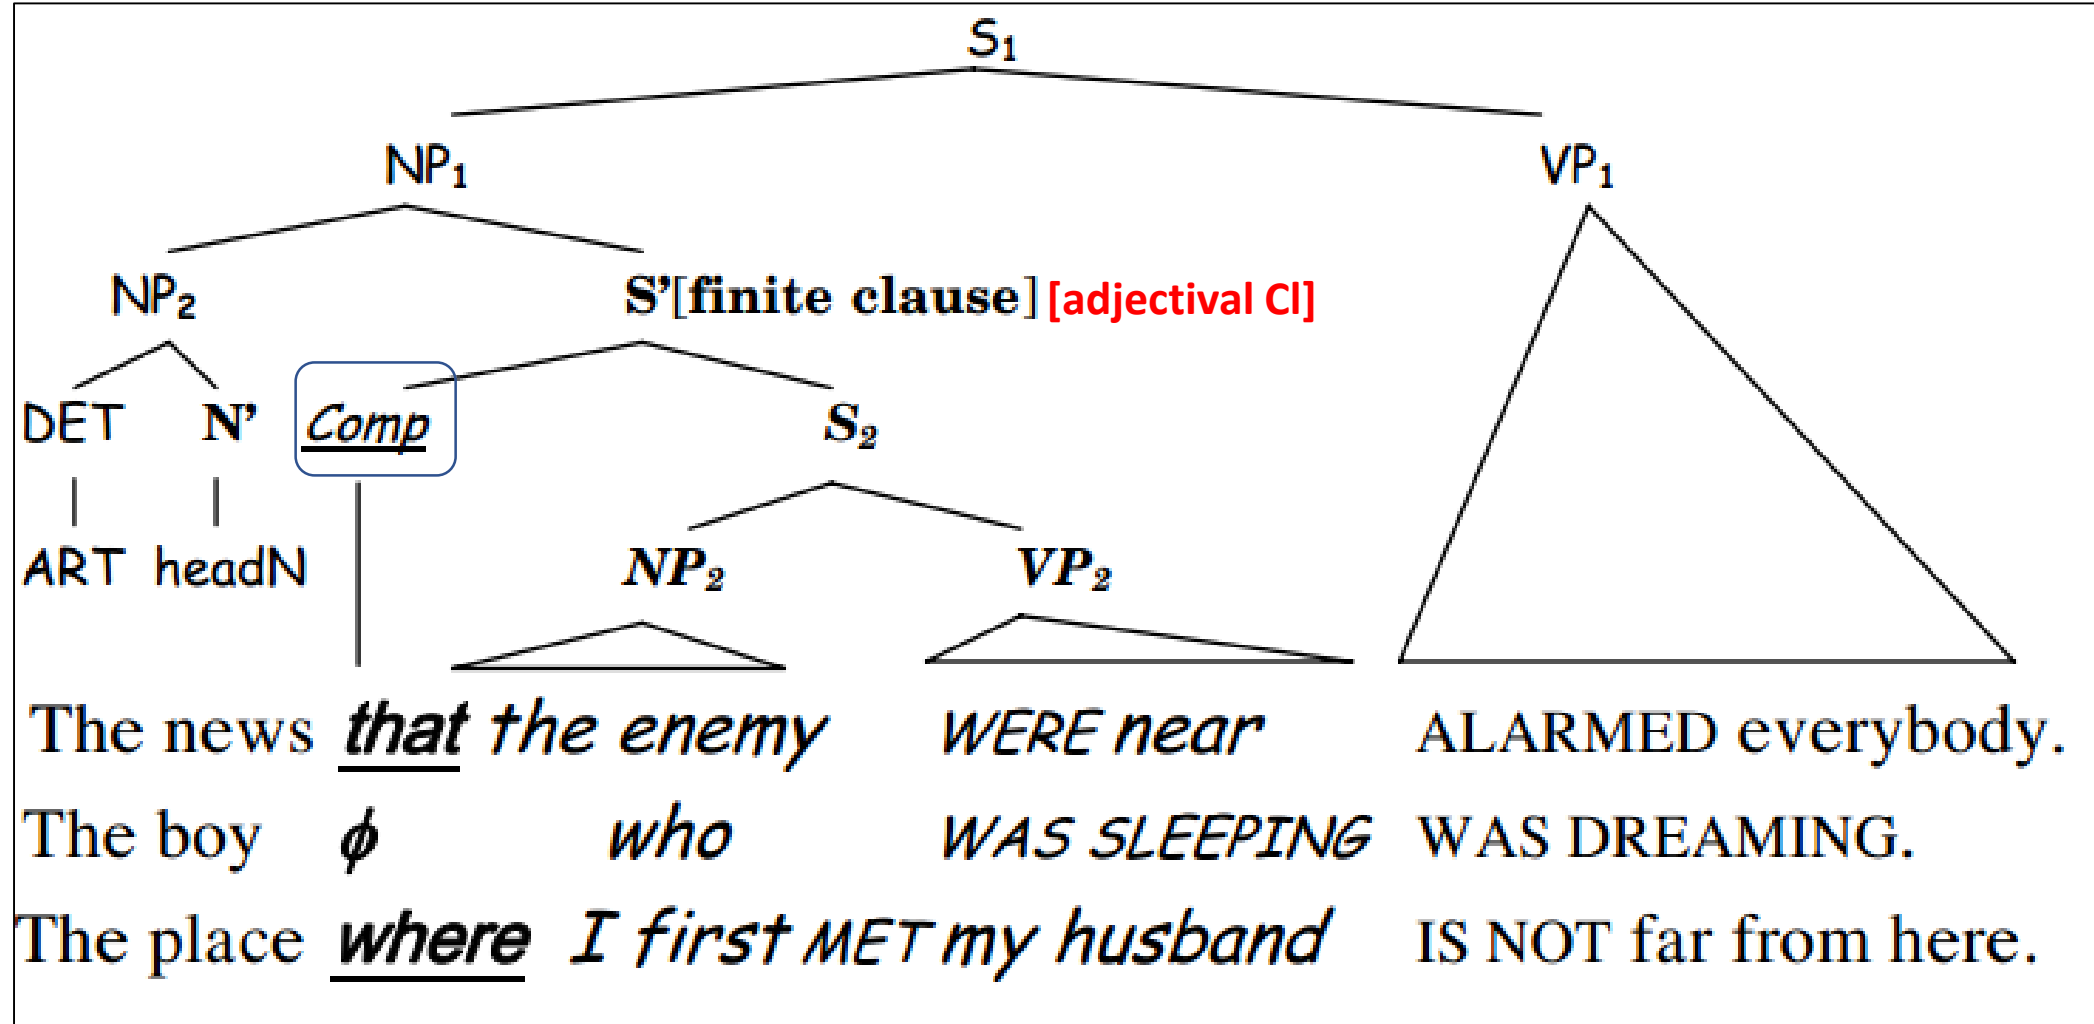 S₁
NP₁ VP₁
NP₂ S’[finite clause] [adjectival Cl]
DET N’ Comp S₂
ART headN NP₂ VP₂
The news that the enemy WERE near ALARMED everybody.
The boy ϕ who WAS SLEEPING WAS DREAMING.
The place where I first MET my husband IS NOT far from here.